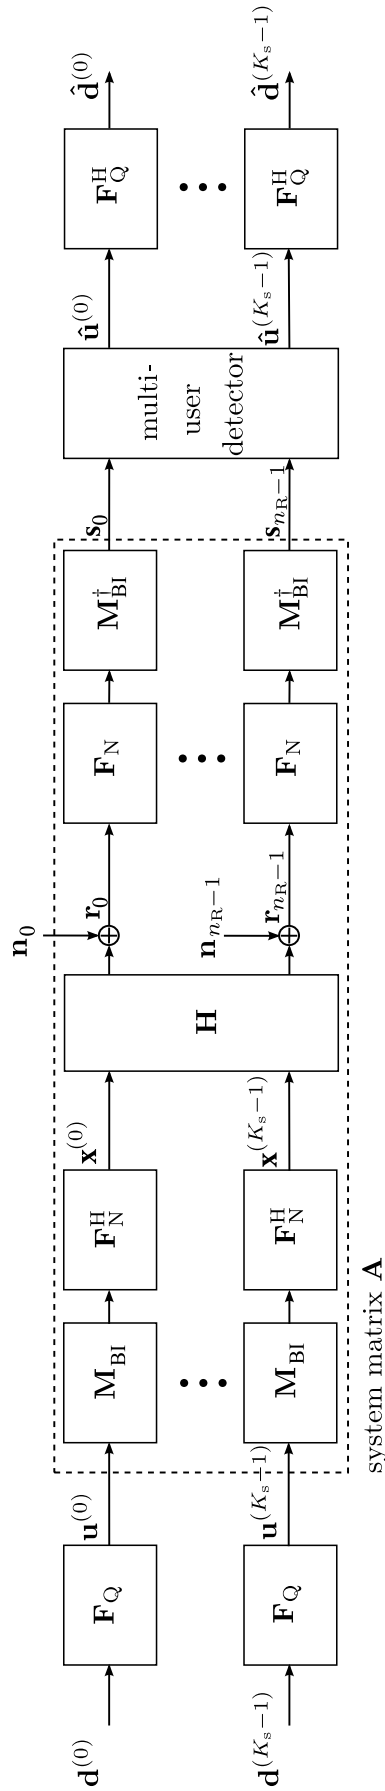 d^(0)
F_Q
u^(0)
M_BI
F_N^H
x^(0)
H
n_0
r_0
F_N
M_BI^†
s_0
multi-
user
detector
û^(0)
F_Q^H
d̂^(0)
d^(K_s−1)
F_Q
u^(K_s−1)
M_BI
F_N^H
x^(K_s−1)
n_{n_R−1}
r_{n_R−1}
F_N
M_BI^†
s_{n_R−1}
û^(K_s−1)
F_Q^H
d̂^(K_s−1)
system matrix A